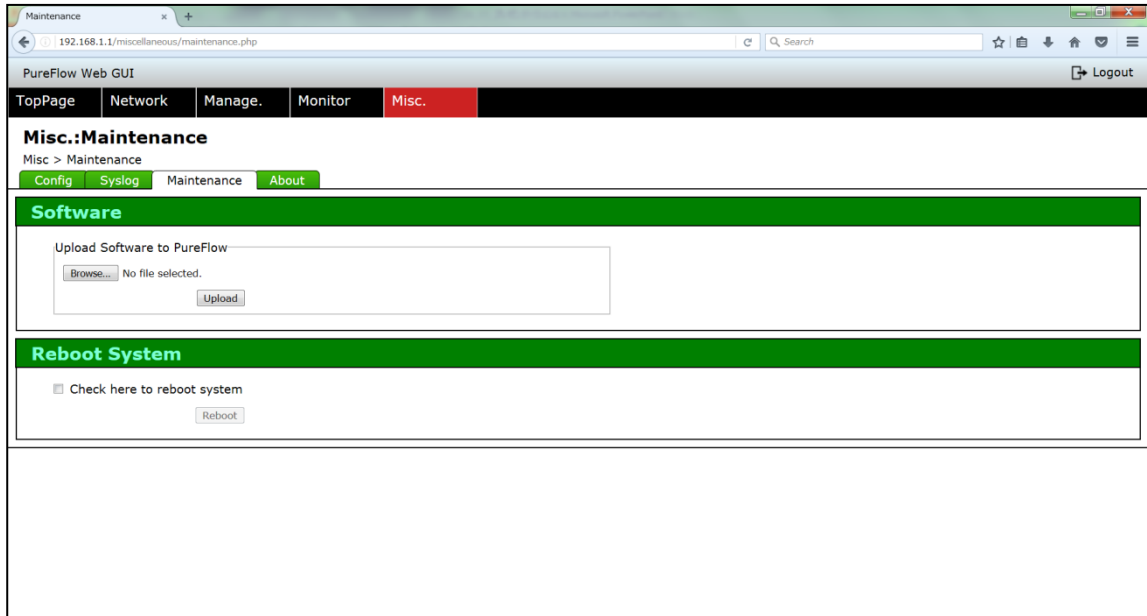 Maintenance
192.168.1.1/miscellaneous/maintenance.php
Search
PureFlow Web GUI
Logout
TopPage Network Manage. Monitor Misc.
Misc.:Maintenance
Misc > Maintenance
Config Syslog Maintenance About
Software
Upload Software to PureFlow
Browse... No file selected.
Upload
Reboot System
Check here to reboot system
Reboot